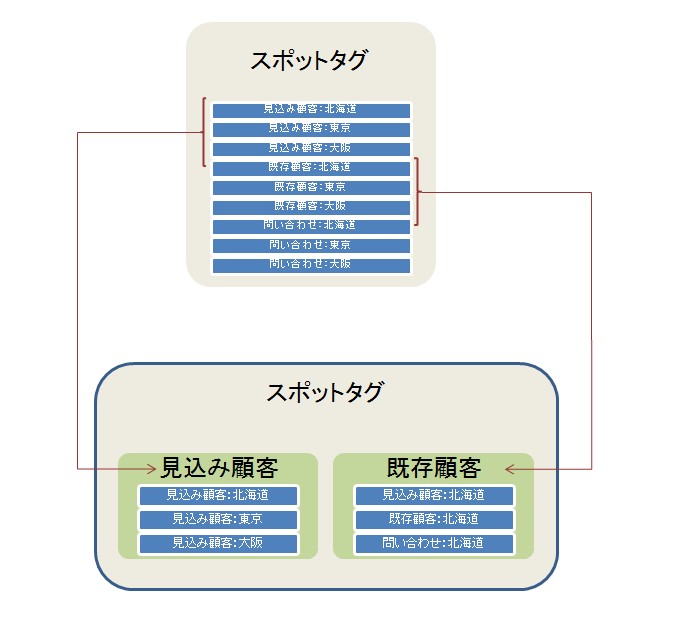 スポットタグ
見込み顧客:北海道
見込み顧客:東京
見込み顧客:大阪
既存顧客:北海道
既存顧客:東京
既存顧客:大阪
問い合わせ:北海道
問い合わせ:東京
問い合わせ:大阪
スポットタグ
見込み顧客
見込み顧客:北海道
見込み顧客:東京
見込み顧客:大阪
既存顧客
見込み顧客:北海道
既存顧客:北海道
問い合わせ:北海道